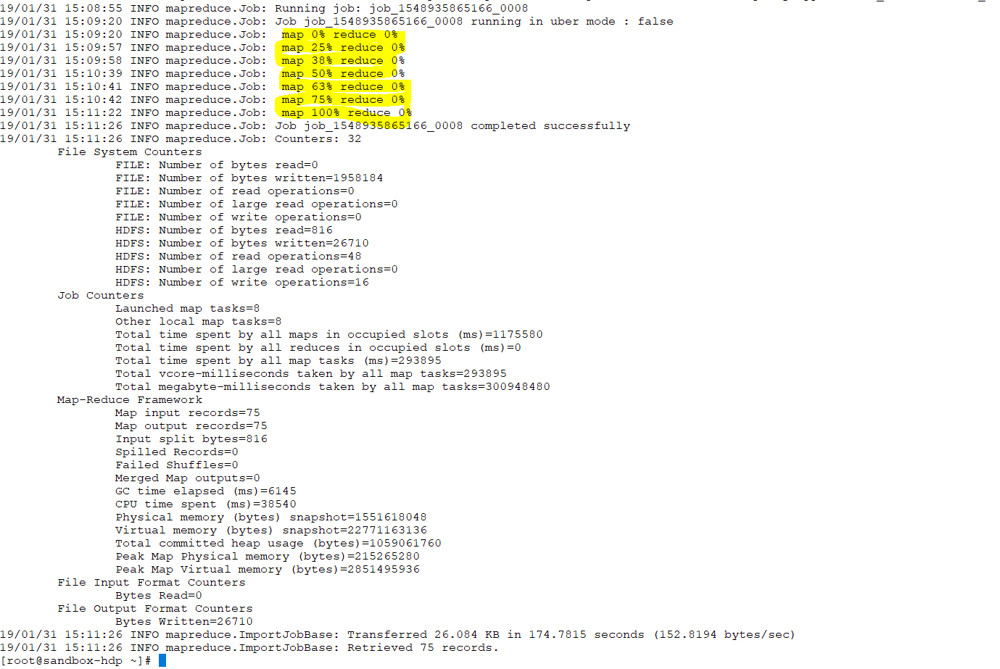 19/01/31 15:08:55 INFO mapreduce.Job: Running job: job_1548935865166_0008
19/01/31 15:09:20 INFO mapreduce.Job: Job job_1548935865166_0008 running in uber mode : false
19/01/31 15:09:20 INFO mapreduce.Job:  map 0% reduce 0%
19/01/31 15:09:57 INFO mapreduce.Job:  map 25% reduce 0%
19/01/31 15:09:58 INFO mapreduce.Job:  map 38% reduce 0%
19/01/31 15:10:39 INFO mapreduce.Job:  map 50% reduce 0%
19/01/31 15:10:41 INFO mapreduce.Job:  map 63% reduce 0%
19/01/31 15:10:42 INFO mapreduce.Job:  map 75% reduce 0%
19/01/31 15:11:22 INFO mapreduce.Job:  map 100% reduce 0%
19/01/31 15:11:26 INFO mapreduce.Job: Job job_1548935865166_0008 completed successfully
19/01/31 15:11:26 INFO mapreduce.Job: Counters: 32
File System Counters
FILE: Number of bytes read=0
FILE: Number of bytes written=1958184
FILE: Number of read operations=0
FILE: Number of large read operations=0
FILE: Number of write operations=0
HDFS: Number of bytes read=816
HDFS: Number of bytes written=26710
HDFS: Number of read operations=48
HDFS: Number of large read operations=0
HDFS: Number of write operations=16
Job Counters
Launched map tasks=8
Other local map tasks=8
Total time spent by all maps in occupied slots (ms)=1175580
Total time spent by all reduces in occupied slots (ms)=0
Total time spent by all map tasks (ms)=293895
Total vcore-milliseconds taken by all map tasks=293895
Total megabyte-milliseconds taken by all map tasks=300948480
Map-Reduce Framework
Map input records=75
Map output records=75
Input split bytes=816
Spilled Records=0
Failed Shuffles=0
Merged Map outputs=0
GC time elapsed (ms)=6145
CPU time spent (ms)=38540
Physical memory (bytes) snapshot=1551618048
Virtual memory (bytes) snapshot=22771163136
Total committed heap usage (bytes)=1059061760
Peak Map Physical memory (bytes)=215265280
Peak Map Virtual memory (bytes)=2851495936
File Input Format Counters
Bytes Read=0
File Output Format Counters
Bytes Written=26710
19/01/31 15:11:26 INFO mapreduce.ImportJobBase: Transferred 26.084 KB in 174.7815 seconds (152.8194 bytes/sec)
19/01/31 15:11:26 INFO mapreduce.ImportJobBase: Retrieved 75 records.
[root@sandbox-hdp ~]#